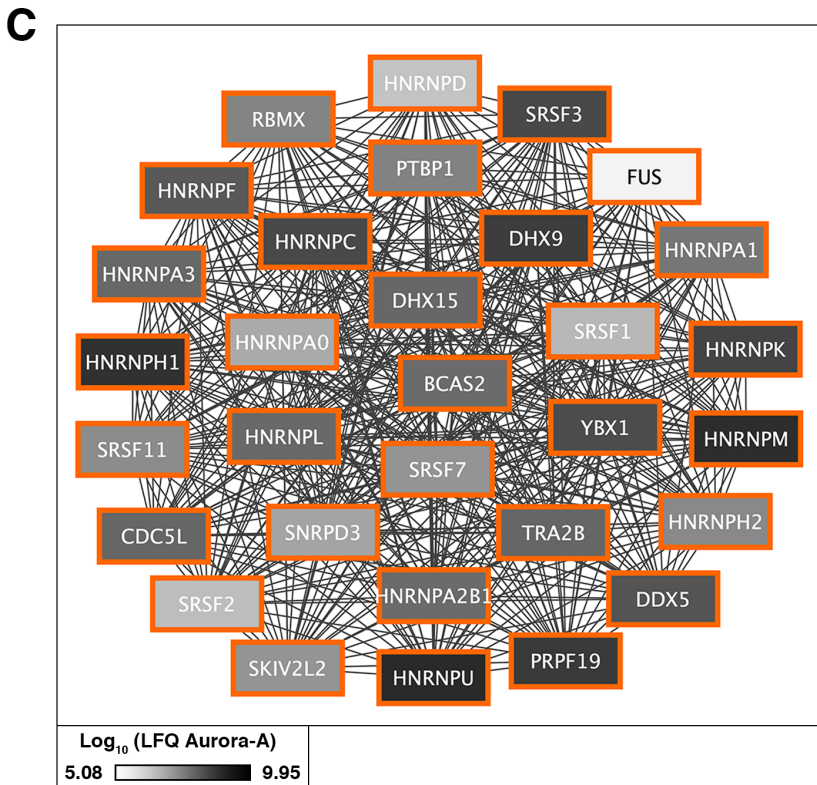 C
HNRNPD
RBMX
SRSF3
PTBP1
FUS
HNRNPF
HNRNPC
DHX9
HNRNPA1
HNRNPA3
DHX15
SRSF1
HNRNPA0
HNRNPK
HNRNPH1
BCAS2
YBX1
HNRNPL
HNRNPM
SRSF11
SRSF7
HNRNPH2
CDC5L
SNRPD3
TRA2B
HNRNPA2B1
DDX5
SRSF2
PRPF19
SKIV2L2
HNRNPU
Log10 (LFQ Aurora-A)
5.08 9.95